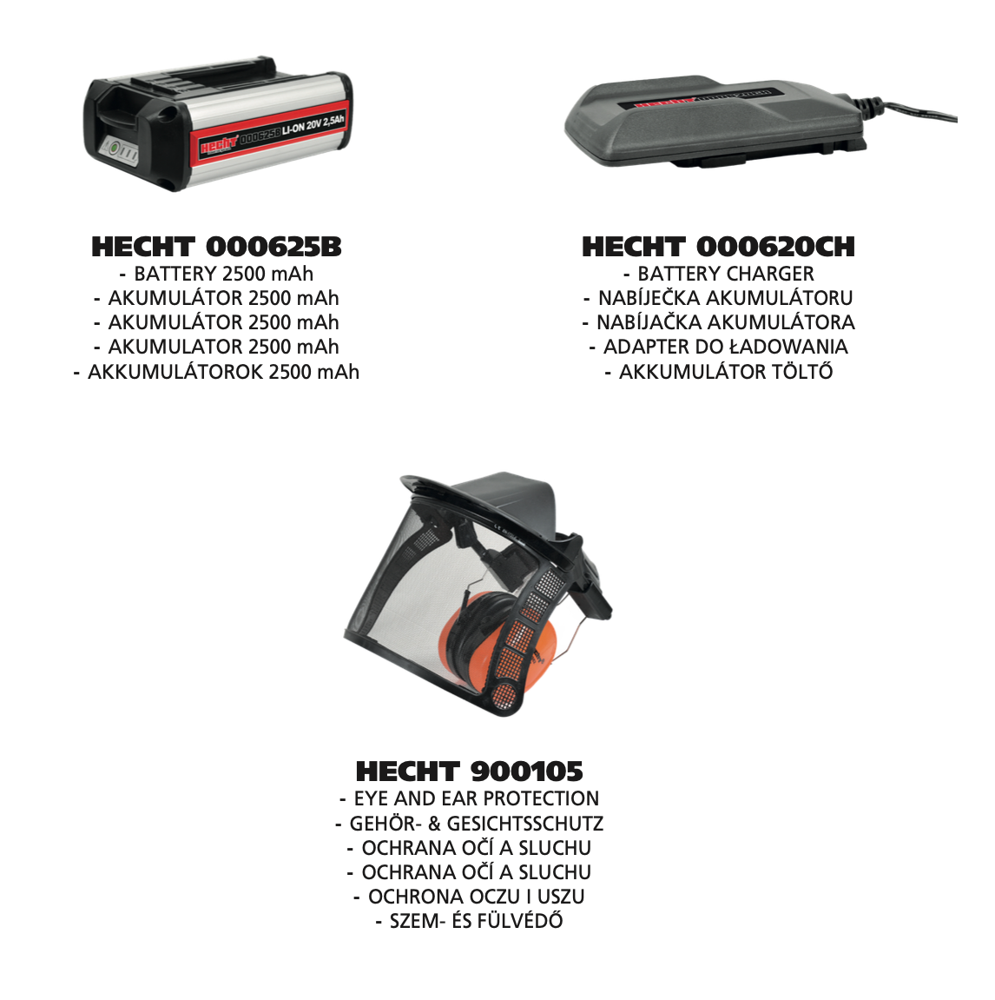 HECHT 000625B LI-ON 20V 2,5Ah
HECHT 000620CH
HECHT 000625B
- BATTERY 2500 mAh
- AKUMULÁTOR 2500 mAh
- AKUMULÁTOR 2500 mAh
- AKUMULATOR 2500 mAh
- AKKUMULÁTOROK 2500 mAh
HECHT 000620CH
- BATTERY CHARGER
- NABÍJEČKA AKUMULÁTORU
- NABÍJAČKA AKUMULÁTORA
- ADAPTER DO ŁADOWANIA
- AKKUMULÁTOR TÖLTŐ
HECHT 900105
- EYE AND EAR PROTECTION
- GEHÖR- & GESICHTSSCHUTZ
- OCHRANA OČÍ A SLUCHU
- OCHRANA OČÍ A SLUCHU
- OCHRONA OCZU I USZU
- SZEM- ÉS FÜLVÉDŐ